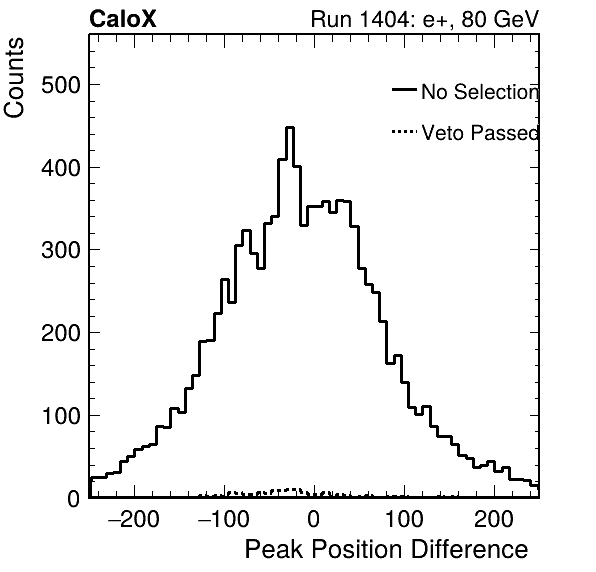 CaloX Run 1404: e+, 80 GeV
Counts
No Selection
Veto Passed
500
400
300
200
100
0
−200 −100 0 100 200
Peak Position Difference